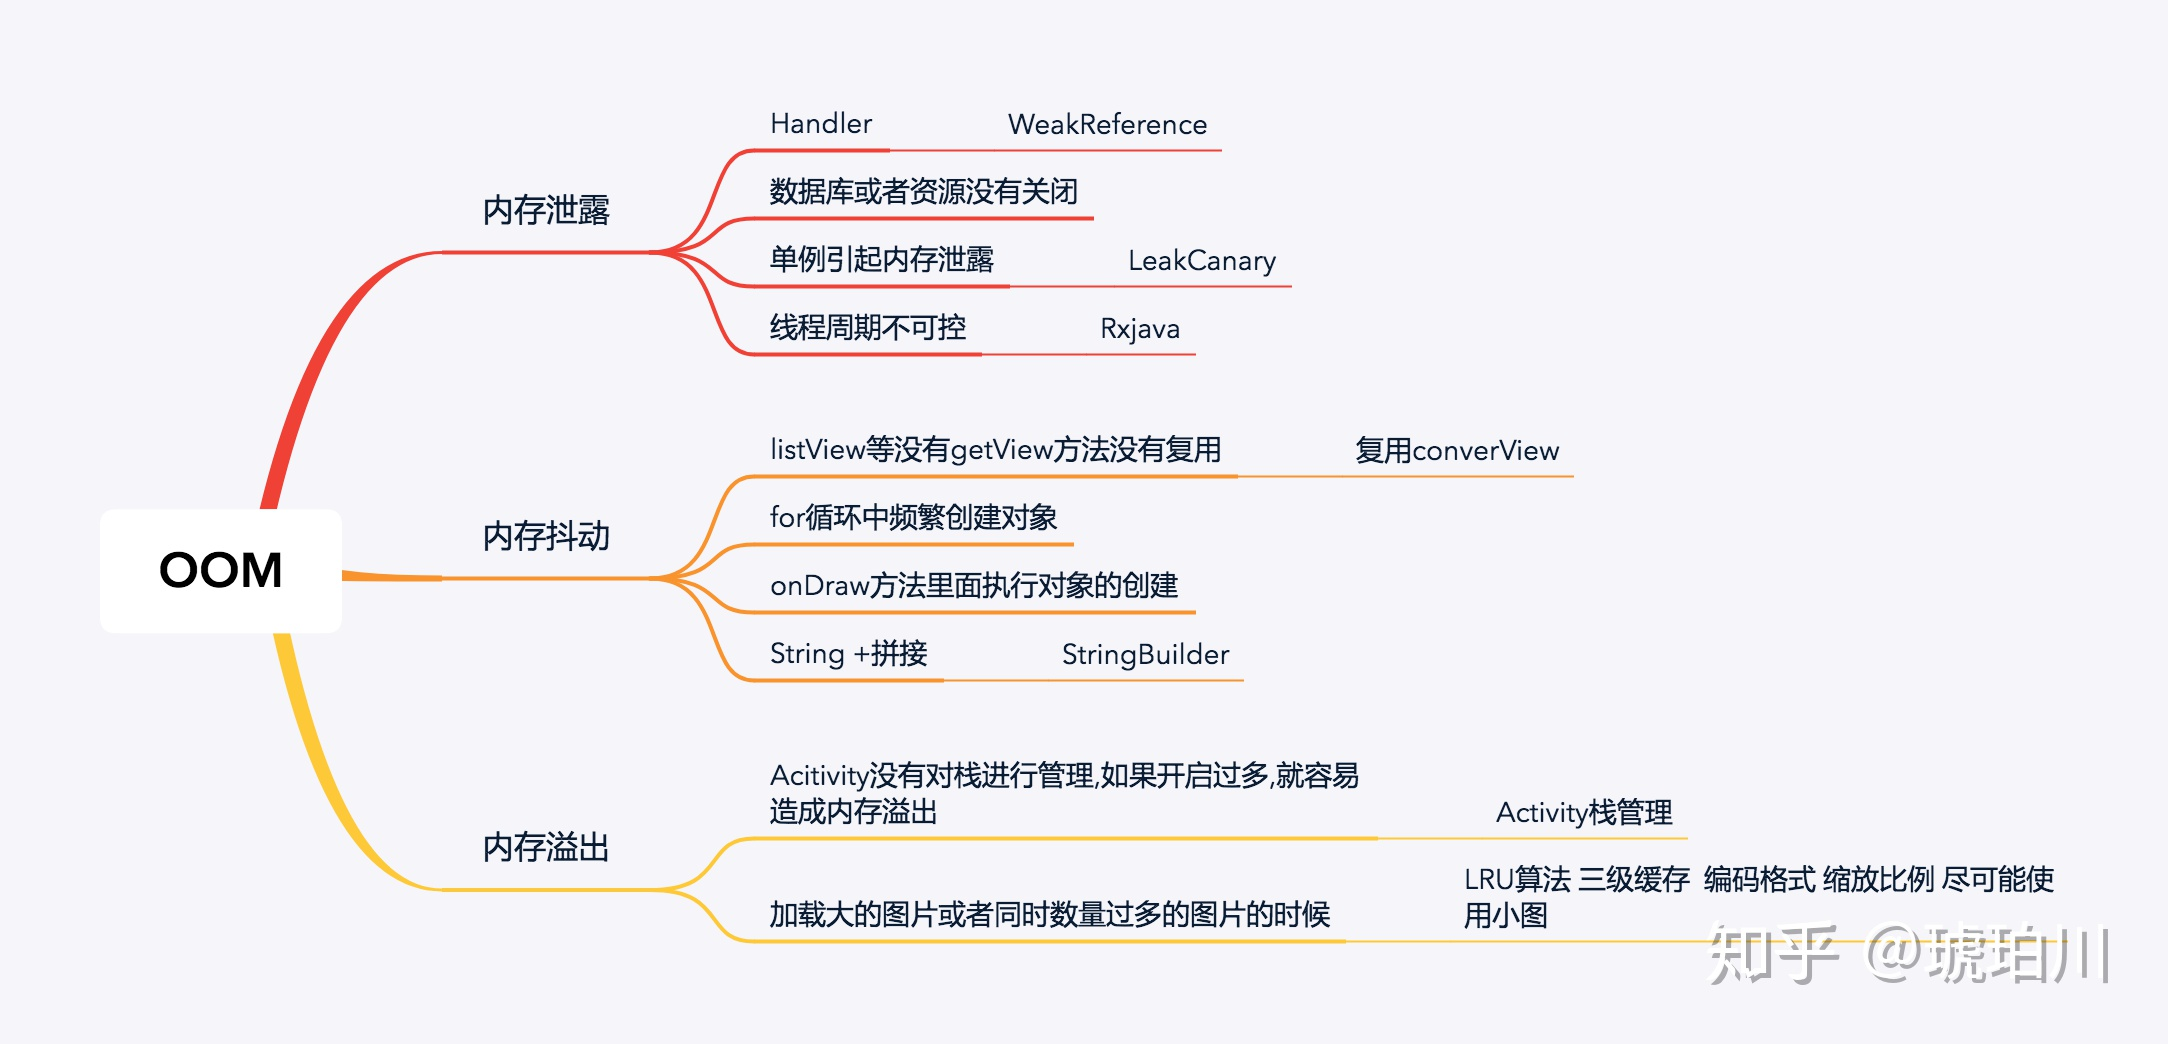 OOM
内存泄露
Handler
WeakReference
数据库或者资源没有关闭
单例引起内存泄露
LeakCanary
线程周期不可控
Rxjava
内存抖动
listView等没有getView方法没有复用
复用converView
for循环中频繁创建对象
onDraw方法里面执行对象的创建
String +拼接
StringBuilder
内存溢出
Acitivity没有对栈进行管理,如果开启过多,就容易
造成内存溢出
Activity栈管理
加载大的图片或者同时数量过多的图片的时候
LRU算法 三级缓存 编码格式 缩放比例 尽可能使
用小图
知乎 @琥珀川